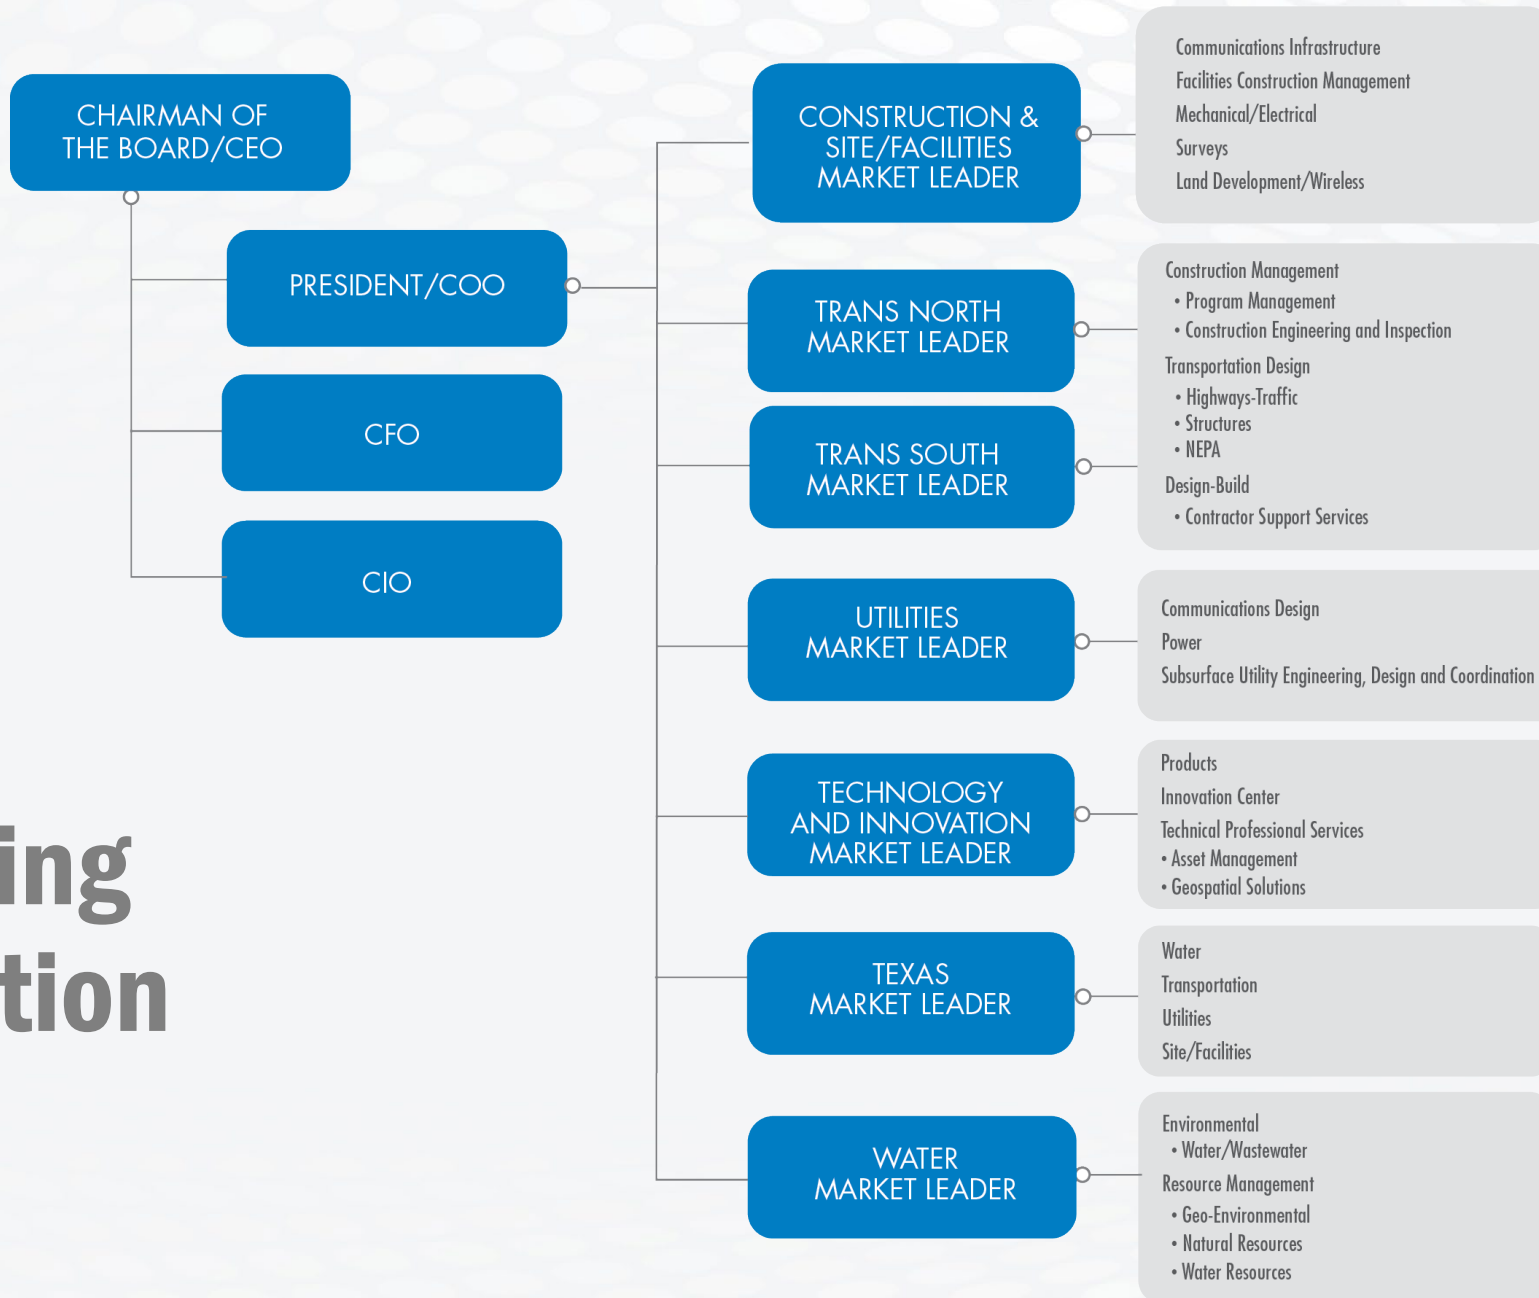 CHAIRMAN OF
THE BOARD/CEO
PRESIDENT/COO
CFO
CIO
CONSTRUCTION &
SITE/FACILITIES
MARKET LEADER
Communications Infrastructure
Facilities Construction Management
Mechanical/Electrical
Surveys
Land Development/Wireless
TRANS NORTH
MARKET LEADER
TRANS SOUTH
MARKET LEADER
Construction Management
• Program Management
• Construction Engineering and Inspection
Transportation Design
• Highways-Traffic
• Structures
• NEPA
Design-Build
• Contractor Support Services
UTILITIES
MARKET LEADER
Communications Design
Power
Subsurface Utility Engineering, Design and Coordination
TECHNOLOGY
AND INNOVATION
MARKET LEADER
Products
Innovation Center
Technical Professional Services
• Asset Management
• Geospatial Solutions
TEXAS
MARKET LEADER
Water
Transportation
Utilities
Site/Facilities
WATER
MARKET LEADER
Environmental
• Water/Wastewater
Resource Management
• Geo-Environmental
• Natural Resources
• Water Resources
ing
tion